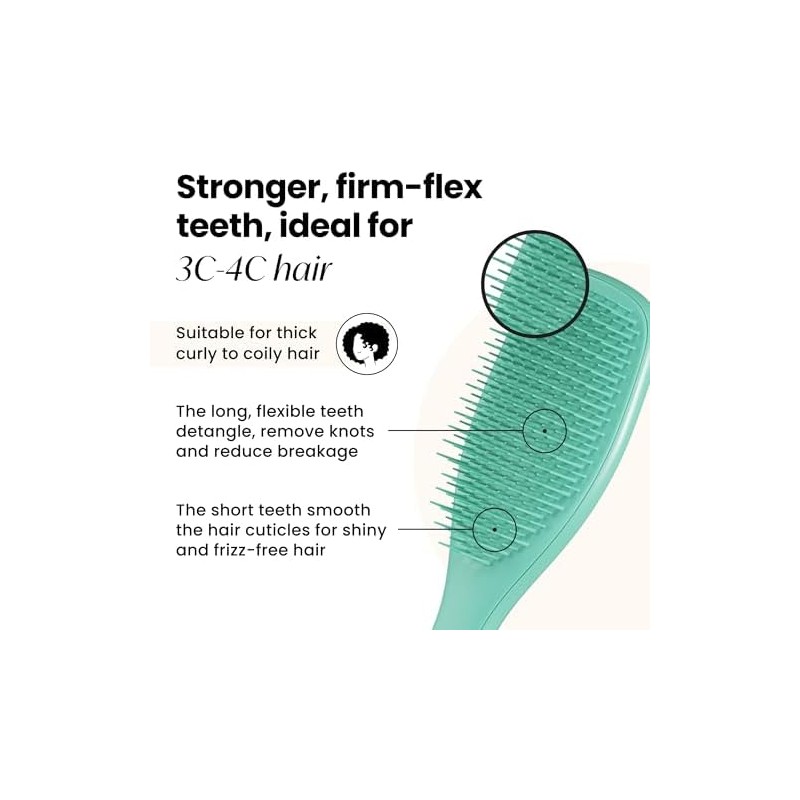 Stronger, firm-flex
teeth, ideal for
3C-4C hair
Suitable for thick
curly to coily hair
The long, flexible teeth
detangle, remove knots
and reduce breakage
The short teeth smooth
the hair cuticles for shiny
and frizz-free hair